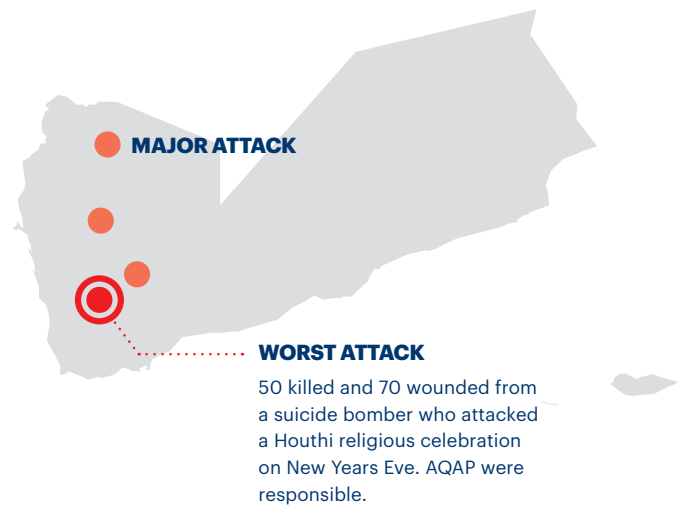 MAJOR ATTACK
WORST ATTACK
50 killed and 70 wounded from
a suicide bomber who attacked
a Houthi religious celebration
on New Years Eve. AQAP were
responsible.